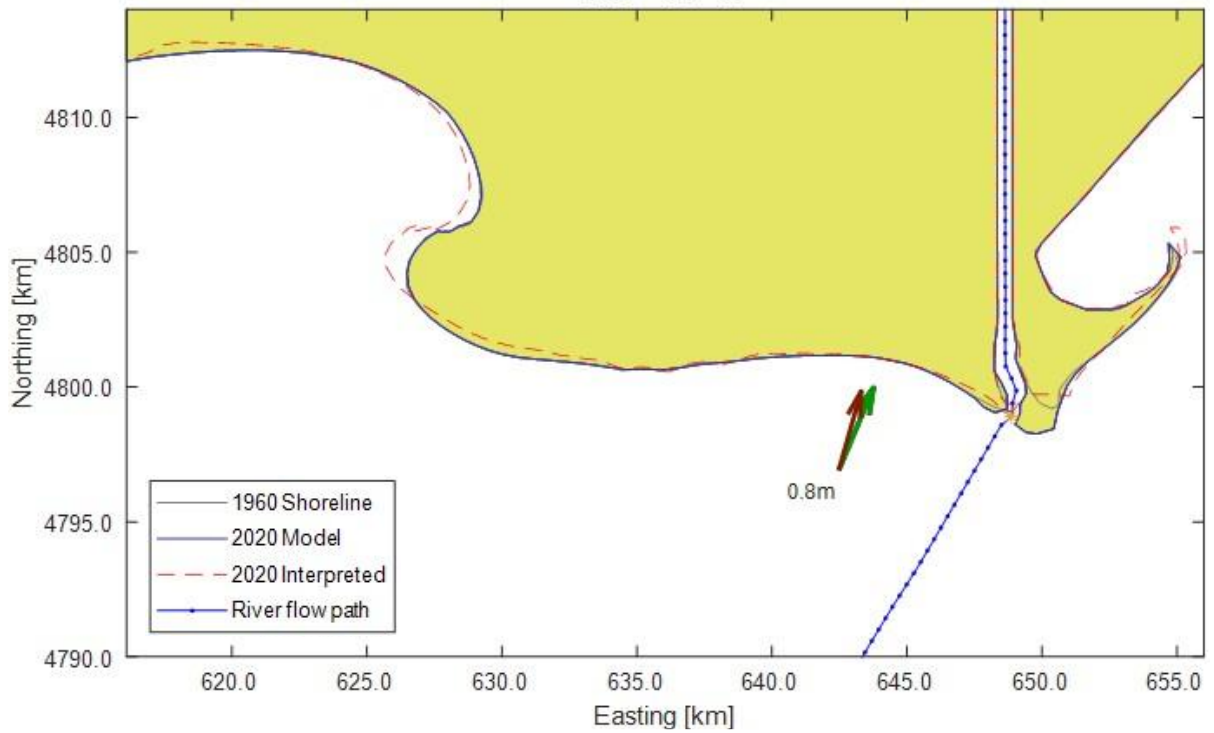 4810.0
4805.0
4800.0
4795.0
4790.0
Northing [km]
0.8m
1960 Shoreline
2020 Model
2020 Interpreted
River flow path
620.0 625.0 630.0 635.0 640.0 645.0 650.0 655.0
Easting [km]